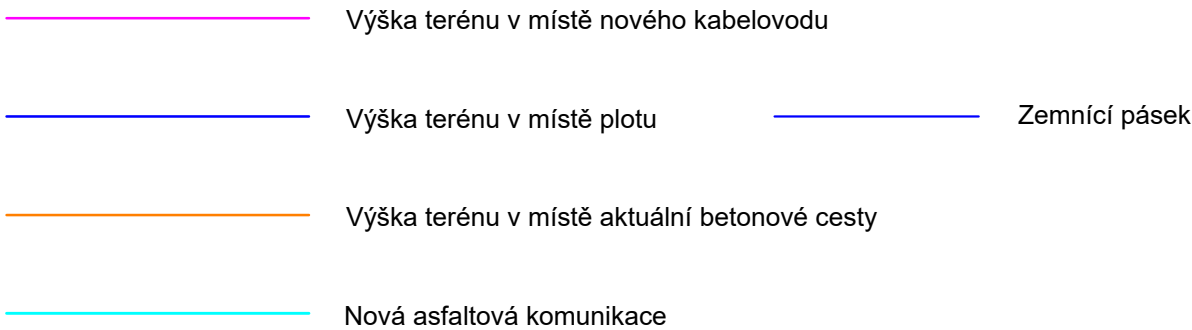 Výška terénu v místě nového kabelovodu
Výška terénu v místě plotu
Zemnící pásek
Výška terénu v místě aktuální betonové cesty
Nová asfaltová komunikace